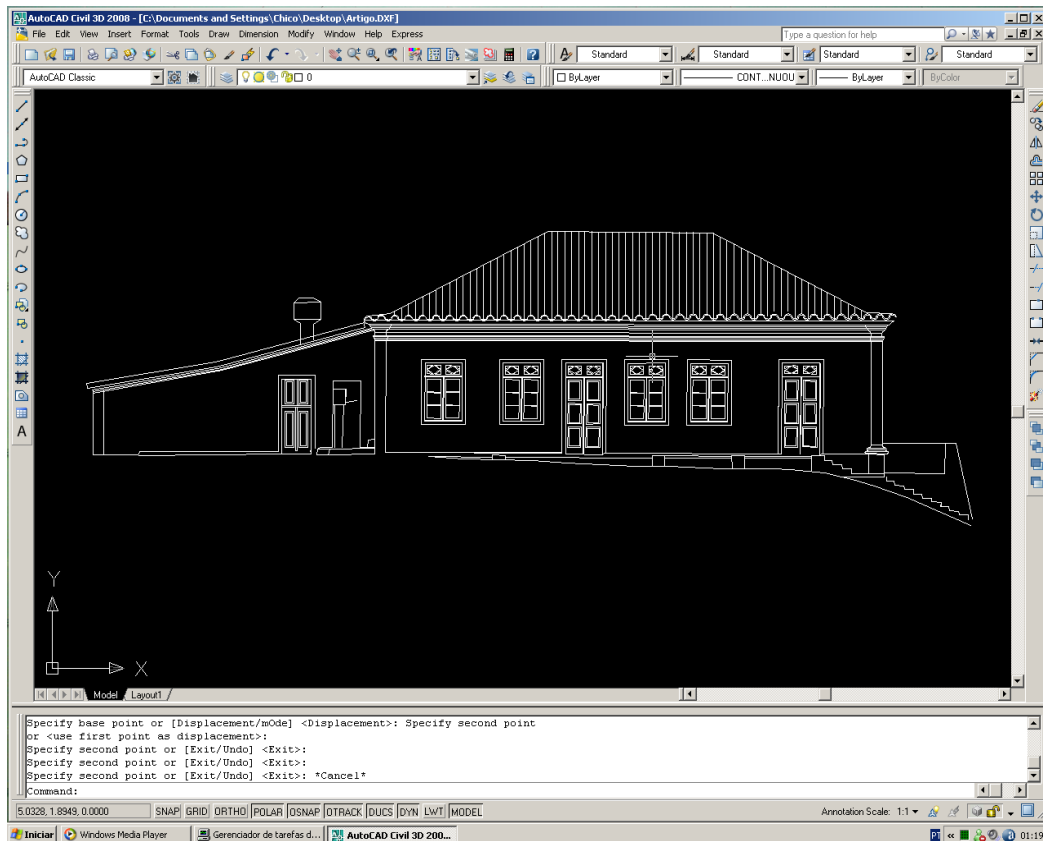 AutoCAD Civil 3D 2008 - [C:\Documents and Settings\Chico\Desktop\Artigo.DXF]
File Edit View Insert Format Tools Draw Dimension Modify Window Help Express
Type a question for help
Standard Standard Standard Standard
AutoCAD Classic 0 ByLayer CONT...NUOU ByLayer ByColor
A
Y
X
Model Layout1
Specify base point or [Displacement/mOde] <Displacement>: Specify second point
or <use first point as displacement>:
Specify second point or [Exit/Undo] <Exit>:
Specify second point or [Exit/Undo] <Exit>:
Specify second point or [Exit/Undo] <Exit>: *Cancel*
Command:
5.0328, 1.8949, 0.0000 SNAP GRID ORTHO POLAR OSNAP OTRACK DUCS DYN LWT MODEL Annotation Scale: 1:1
Iniciar Windows Media Player Gerenciador de tarefas d... AutoCAD Civil 3D 200... PT « 01:19